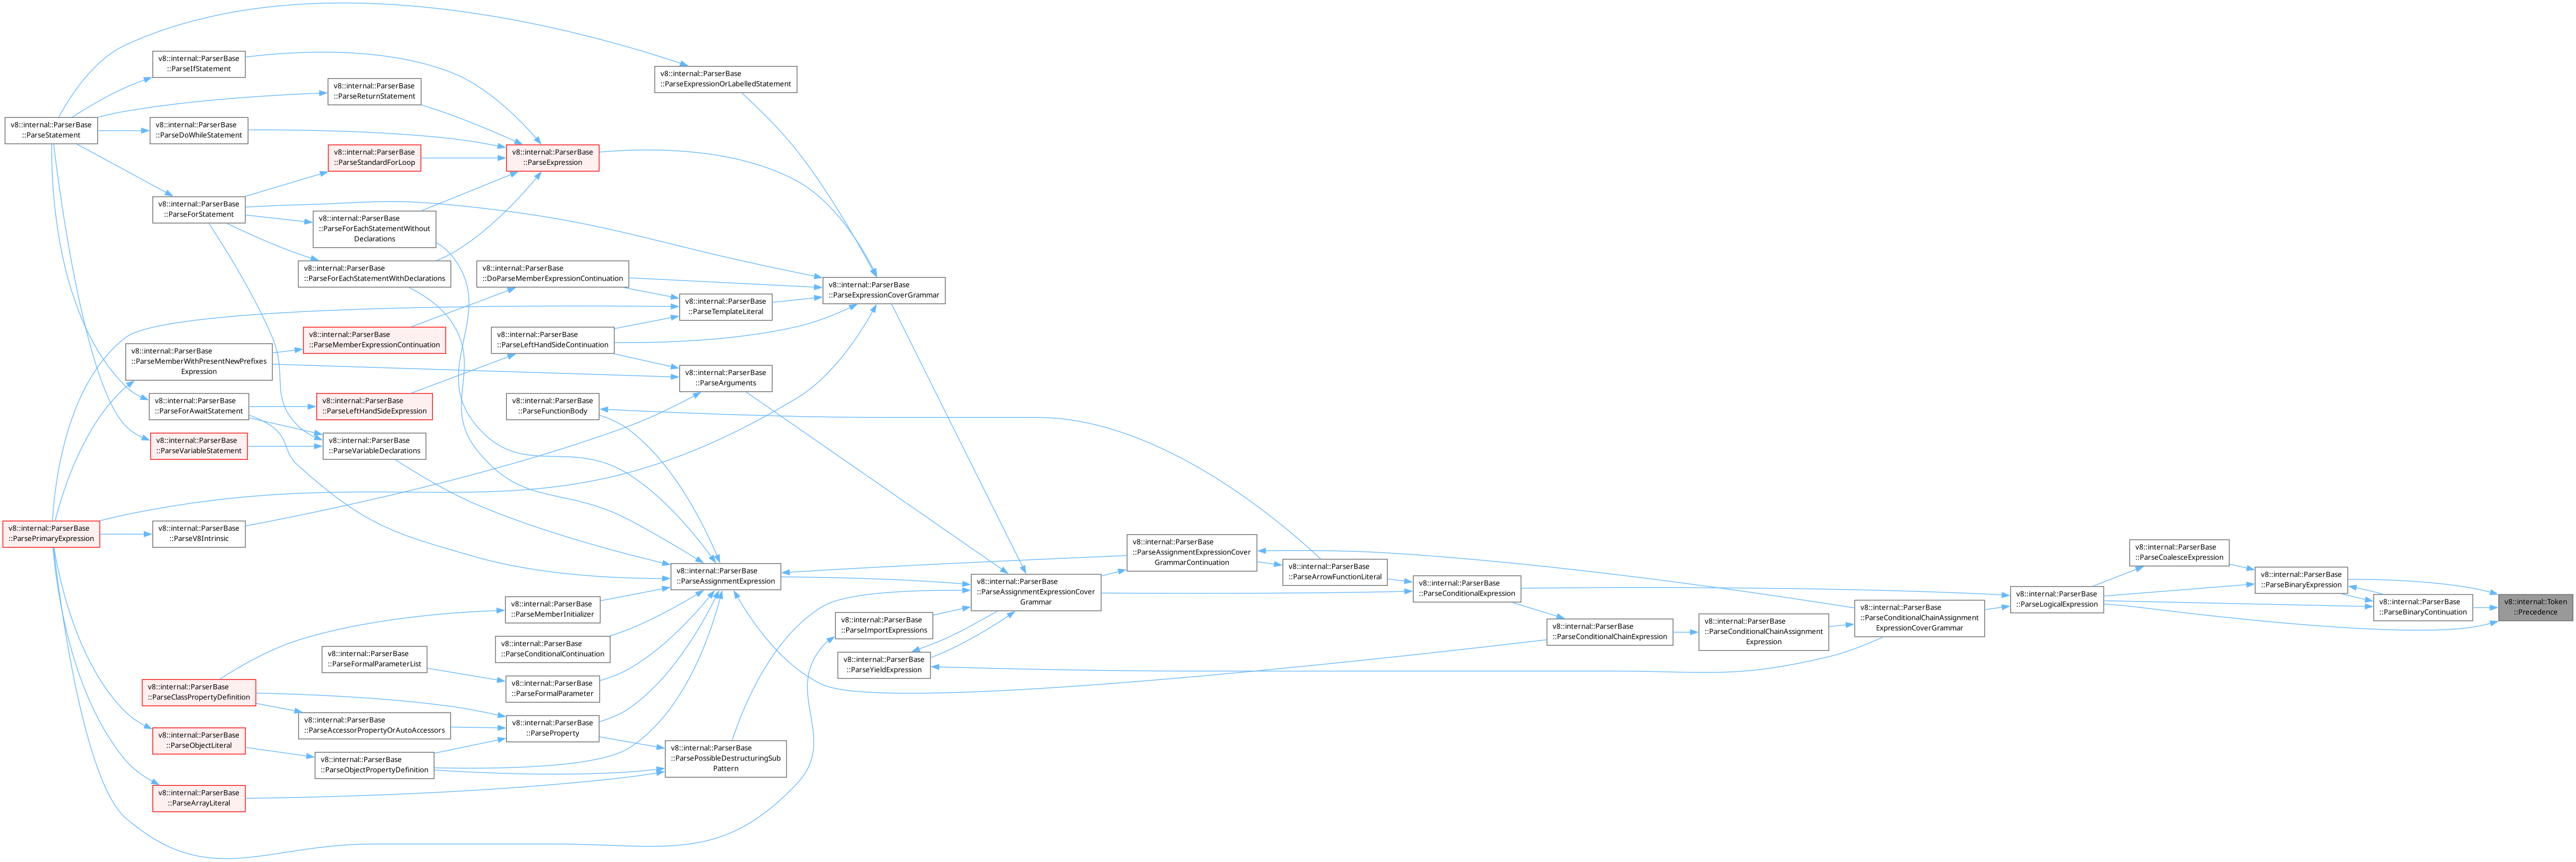 v8::internal::ParserBase
::ParseStatement
v8::internal::ParserBase
::ParseIfStatement
v8::internal::ParserBase
::ParseReturnStatement
v8::internal::ParserBase
::ParseDoWhileStatement
v8::internal::ParserBase
::ParseStandardForLoop
v8::internal::ParserBase
::ParseExpression
v8::internal::ParserBase
::ParseExpressionOrLabelledStatement
v8::internal::ParserBase
::ParseForStatement
v8::internal::ParserBase
::ParseForEachStatementWithout
Declarations
v8::internal::ParserBase
::ParseForEachStatementWithDeclarations
v8::internal::ParserBase
::DoParseMemberExpressionContinuation
v8::internal::ParserBase
::ParseTemplateLiteral
v8::internal::ParserBase
::ParseExpressionCoverGrammar
v8::internal::ParserBase
::ParseMemberExpressionContinuation
v8::internal::ParserBase
::ParseLeftHandSideContinuation
v8::internal::ParserBase
::ParseMemberWithPresentNewPrefixes
Expression
v8::internal::ParserBase
::ParseArguments
v8::internal::ParserBase
::ParseForAwaitStatement
v8::internal::ParserBase
::ParseLeftHandSideExpression
v8::internal::ParserBase
::ParseFunctionBody
v8::internal::ParserBase
::ParseVariableStatement
v8::internal::ParserBase
::ParseVariableDeclarations
v8::internal::ParserBase
::ParsePrimaryExpression
v8::internal::ParserBase
::ParseV8Intrinsic
v8::internal::ParserBase
::ParseAssignmentExpression
v8::internal::ParserBase
::ParseAssignmentExpressionCover
Grammar
v8::internal::ParserBase
::ParseAssignmentExpressionCover
GrammarContinuation
v8::internal::ParserBase
::ParseArrowFunctionLiteral
v8::internal::ParserBase
::ParseConditionalExpression
v8::internal::ParserBase
::ParseConditionalChainExpression
v8::internal::ParserBase
::ParseConditionalChainAssignment
Expression
v8::internal::ParserBase
::ParseConditionalChainAssignment
ExpressionCoverGrammar
v8::internal::ParserBase
::ParseLogicalExpression
v8::internal::ParserBase
::ParseCoalesceExpression
v8::internal::ParserBase
::ParseBinaryExpression
v8::internal::ParserBase
::ParseBinaryContinuation
v8::internal::Token
::Precedence
v8::internal::ParserBase
::ParseMemberInitializer
v8::internal::ParserBase
::ParseImportExpressions
v8::internal::ParserBase
::ParseConditionalContinuation
v8::internal::ParserBase
::ParseYieldExpression
v8::internal::ParserBase
::ParseFormalParameterList
v8::internal::ParserBase
::ParseFormalParameter
v8::internal::ParserBase
::ParseClassPropertyDefinition
v8::internal::ParserBase
::ParseAccessorPropertyOrAutoAccessors
v8::internal::ParserBase
::ParseProperty
v8::internal::ParserBase
::ParseObjectLiteral
v8::internal::ParserBase
::ParseObjectPropertyDefinition
v8::internal::ParserBase
::ParsePossibleDestructuringSub
Pattern
v8::internal::ParserBase
::ParseArrayLiteral